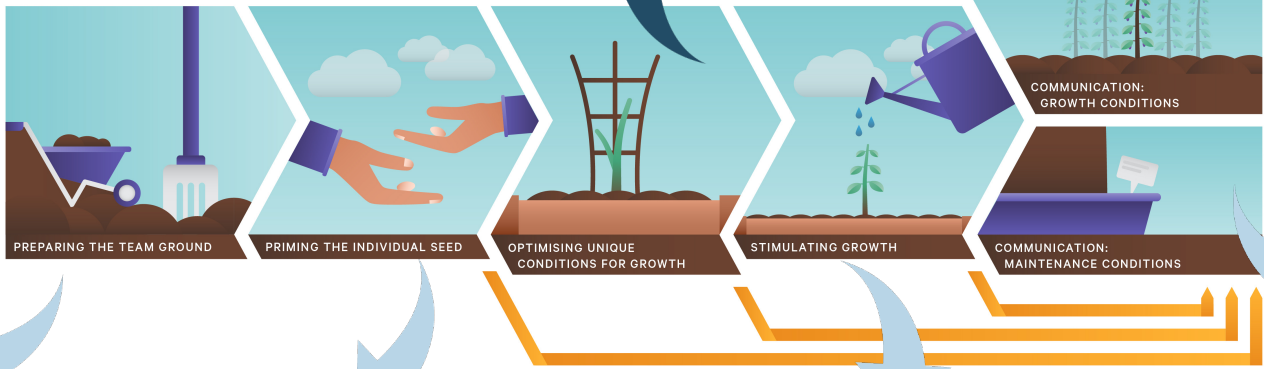 PREPARING THE TEAM GROUND
PRIMING THE INDIVIDUAL SEED
OPTIMISING UNIQUE
CONDITIONS FOR GROWTH
STIMULATING GROWTH
COMMUNICATION:
GROWTH CONDITIONS
COMMUNICATION:
MAINTENANCE CONDITIONS